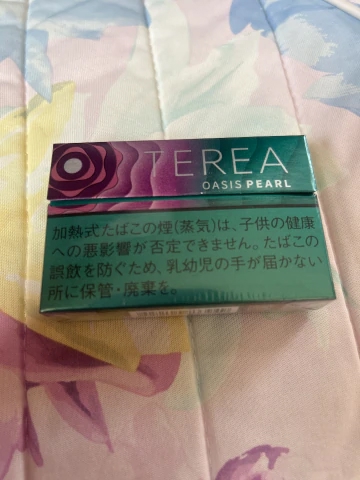 TEREA
OASIS PEARL
加熱式たばこの煙(蒸気)は、子供の健康
への悪影響が否定できません。たばこの
誤飲を防ぐため、乳幼児の手が届かない
所に保管・廃棄を。